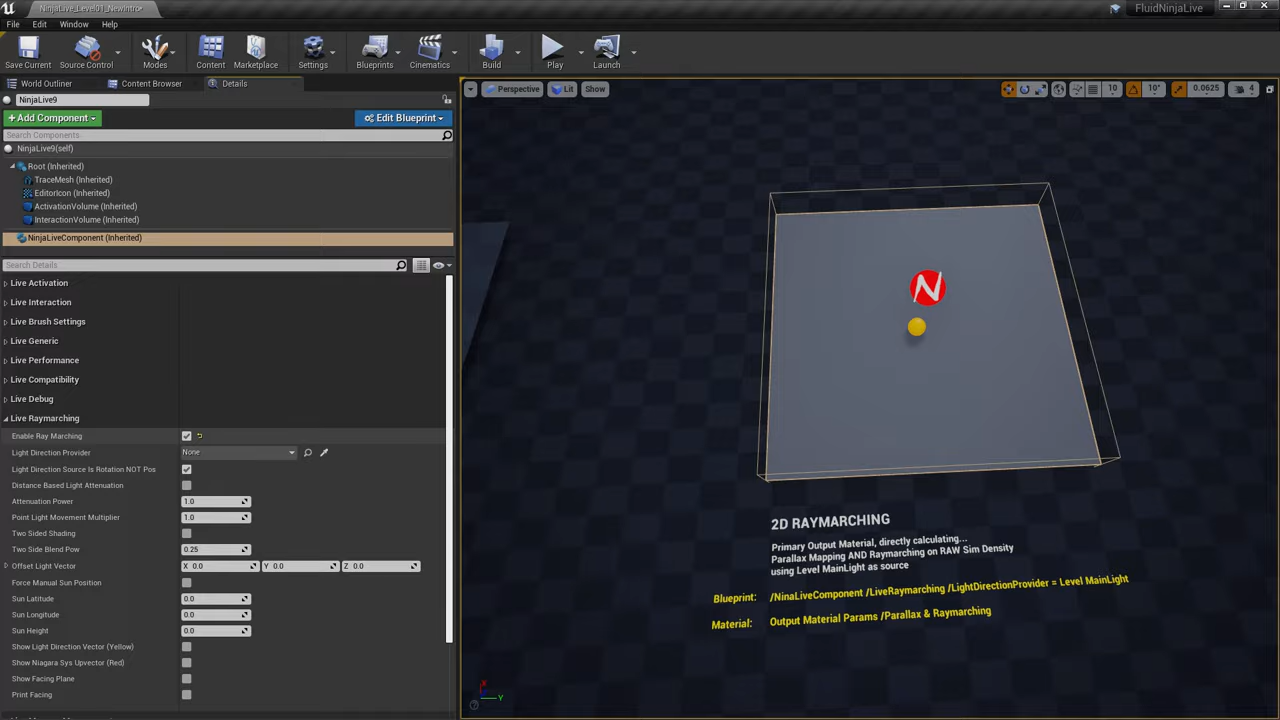 NinjaLive_Level01_NewIntro•
FluidNinjaLive
File Edit Window Help
Save Current Source Control Modes Content Marketplace Settings Blueprints Cinematics Build Play Launch
World Outliner Content Browser Details
NinjaLive9
+ Add Component Edit Blueprint
Search Components
NinjaLive9(self)
Root (Inherited)
TraceMesh (Inherited)
EditorIcon (Inherited)
ActivationVolume (Inherited)
InteractionVolume (Inherited)
NinjaLiveComponent (Inherited)
Search Details
Live Activation
Live Interaction
Live Brush Settings
Live Generic
Live Performance
Live Compatibility
Live Debug
Live Raymarching
Enable Ray Marching
Light Direction Provider None
Light Direction Source Is Rotation NOT Pos
Distance Based Light Attenuation
Attenuation Power 1.0
Point Light Movement Multiplier 1.0
Two Sided Shading
Two Side Blend Pow 0.25
Offset Light Vector X 0.0 Y 0.0 Z 0.0
Force Manual Sun Position
Sun Latitude 0.0
Sun Longitude 0.0
Sun Height 0.0
Show Light Direction Vector (Yellow)
Show Niagara Sys Upvector (Red)
Show Facing Plane
Print Facing
Perspective Lit Show 10 10° 0.0625 4
N
2D RAYMARCHING
Primary Output Material, directly calculating...
Parallax Mapping AND Raymarching on RAW Sim Density
using Level MainLight as source
Blueprint: /NinaLiveComponent /LiveRaymarching /LightDirectionProvider = Level MainLight
Material: Output Material Params /Parallax & Raymarching
X
Y